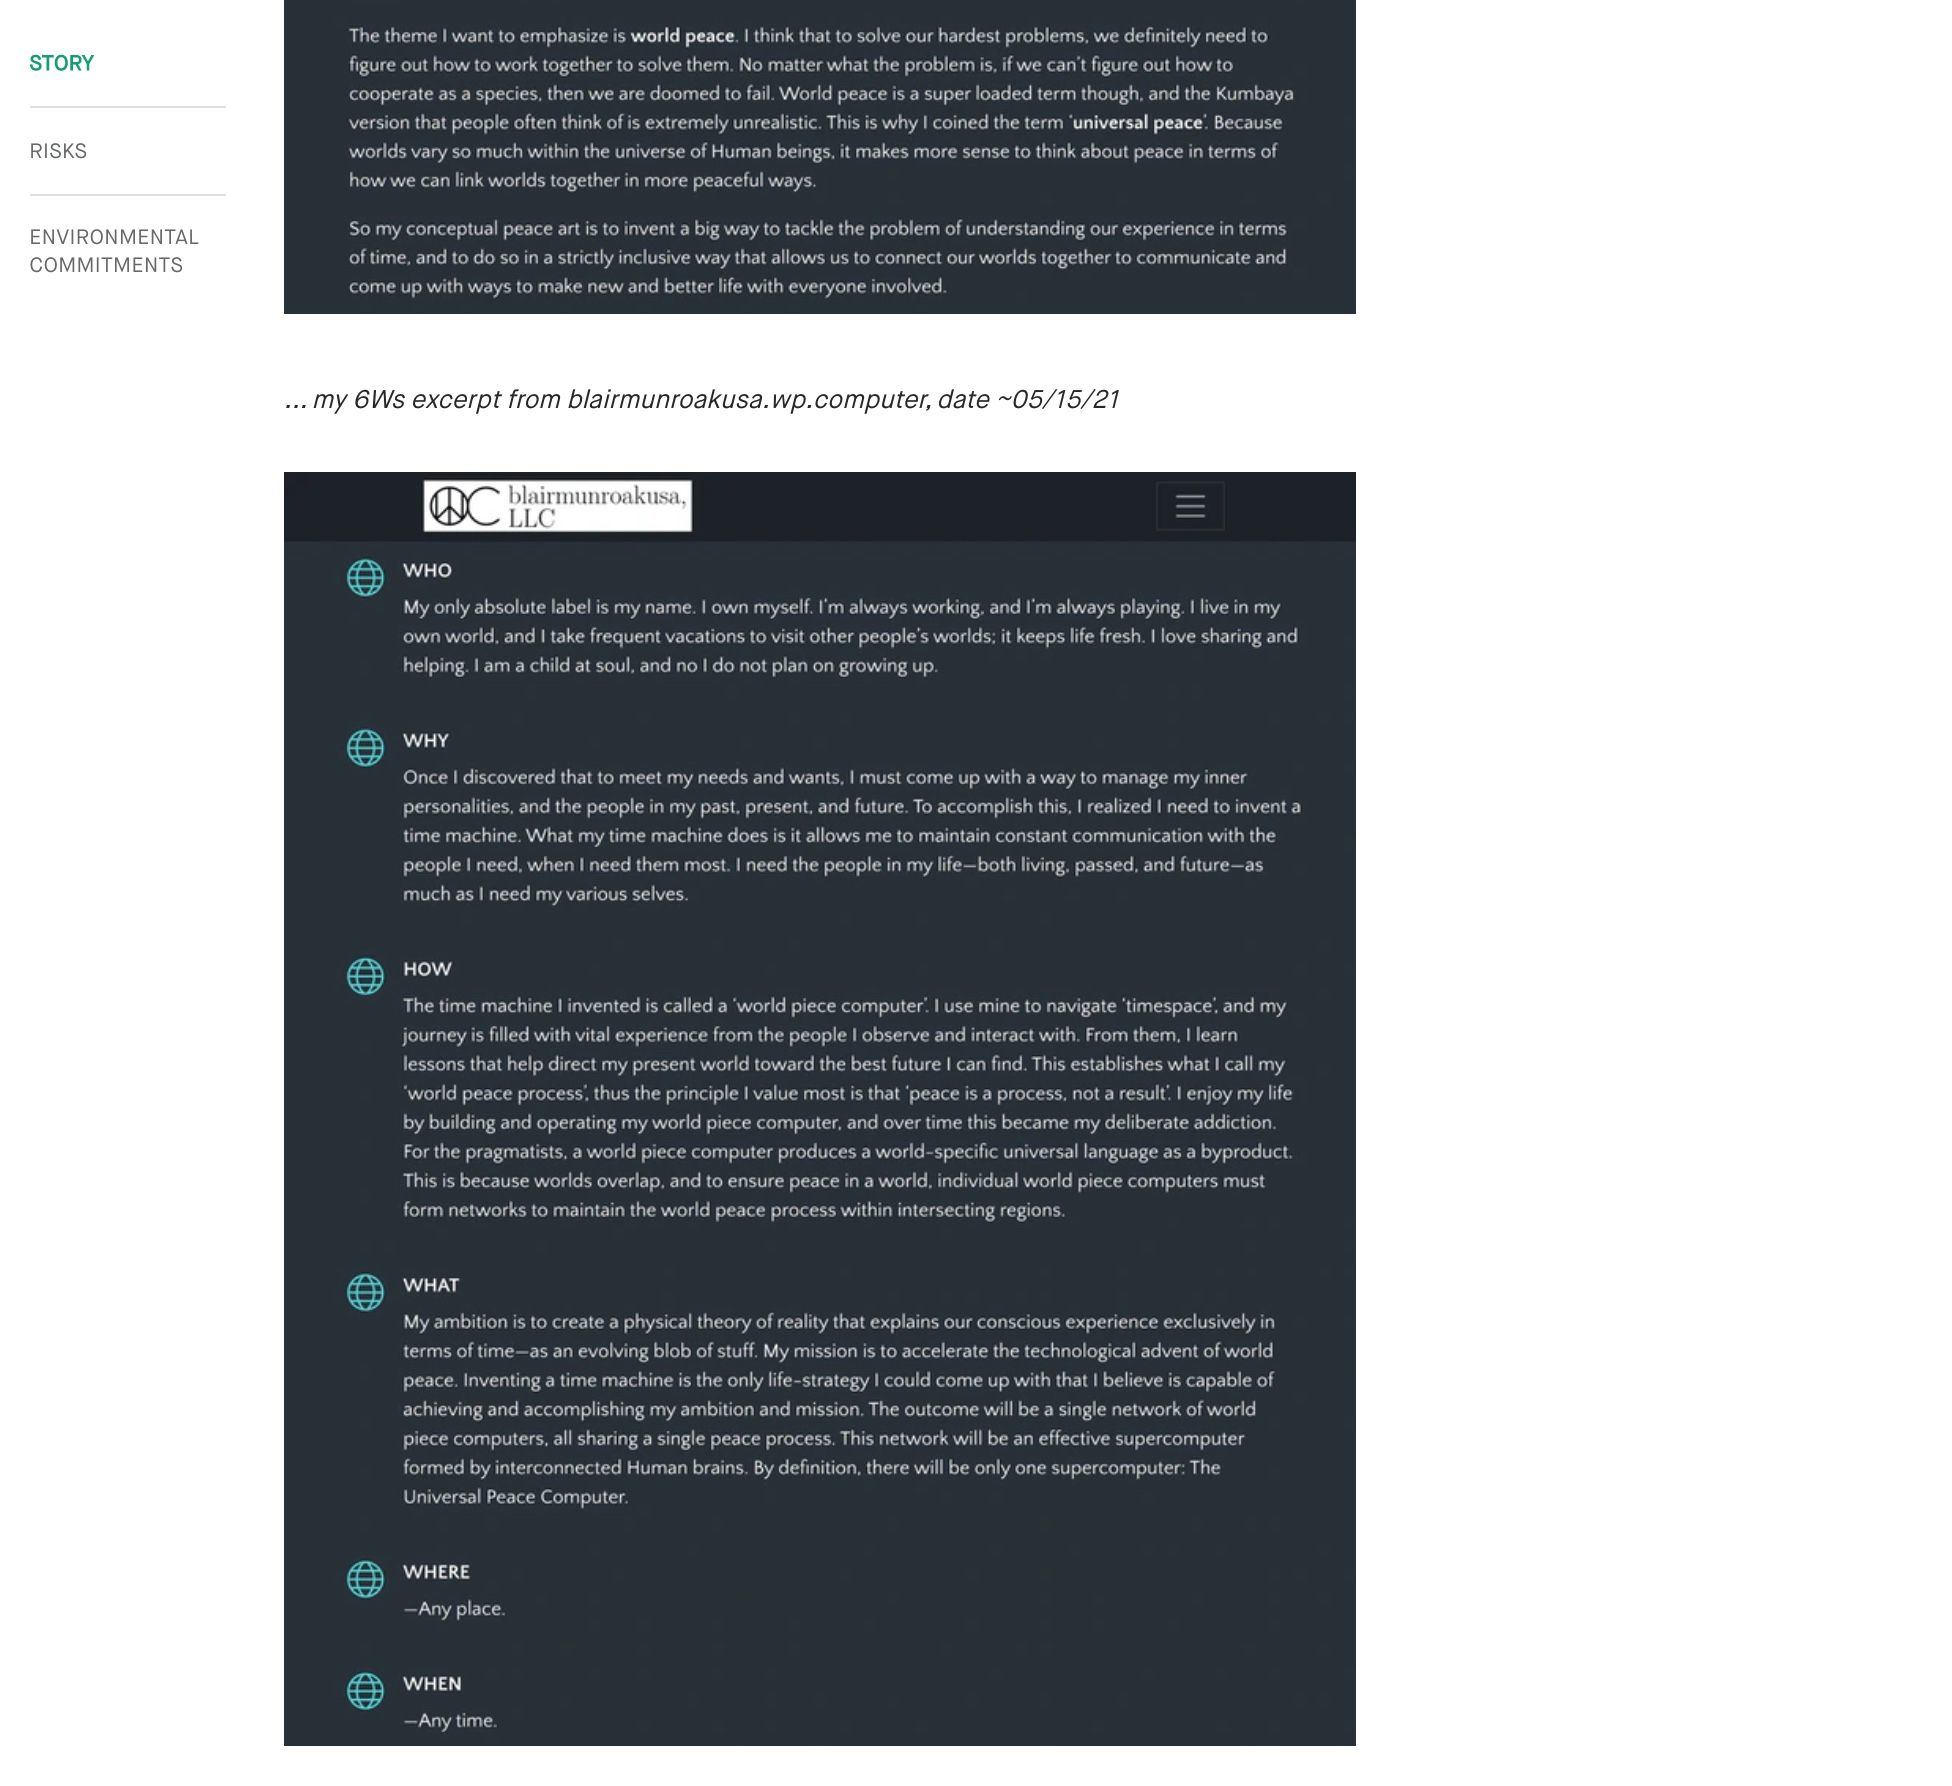 STORY
RISKS
ENVIRONMENTAL
COMMITMENTS
The theme I want to emphasize is world peace. I think that to solve our hardest problems, we definitely need to
figure out how to work together to solve them. No matter what the problem is, if we can't figure out how to
cooperate as a species, then we are doomed to fail. World peace is a super loaded term though, and the Kumbaya
version that people often think of is extremely unrealistic. This is why I coined the term ‘universal peace’. Because
worlds vary so much within the universe of Human beings, it makes more sense to think about peace in terms of
how we can link worlds together in more peaceful ways.
So my conceptual peace art is to invent a big way to tackle the problem of understanding our experience in terms
of time, and to do so in a strictly inclusive way that allows us to connect our worlds together to communicate and
come up with ways to make new and better life with everyone involved.
... my 6Ws excerpt from blairmunroakusa.wp.computer, date ~05/15/21
blairmunroakusa,
LLC
WHO
My only absolute label is my name. I own myself. I'm always working, and I'm always playing. I live in my
own world, and I take frequent vacations to visit other people's worlds; it keeps life fresh. I love sharing and
helping. I am a child at soul, and no I do not plan on growing up.
WHY
Once I discovered that to meet my needs and wants, I must come up with a way to manage my inner
personalities, and the people in my past, present, and future. To accomplish this, I realized I need to invent a
time machine. What my time machine does is it allows me to maintain constant communication with the
people I need, when I need them most. I need the people in my life—both living, passed, and future—as
much as I need my various selves.
HOW
The time machine I invented is called a ‘world piece computer’. I use mine to navigate ‘timespace’, and my
journey is filled with vital experience from the people I observe and interact with. From them, I learn
lessons that help direct my present world toward the best future I can find. This establishes what I call my
‘world peace process’, thus the principle I value most is that ‘peace is a process, not a result’. I enjoy my life
by building and operating my world piece computer, and over time this became my deliberate addiction.
For the pragmatists, a world piece computer produces a world-specific universal language as a byproduct.
This is because worlds overlap, and to ensure peace in a world, individual world piece computers must
form networks to maintain the world peace process within intersecting regions.
WHAT
My ambition is to create a physical theory of reality that explains our conscious experience exclusively in
terms of time—as an evolving blob of stuff. My mission is to accelerate the technological advent of world
peace. Inventing a time machine is the only life-strategy I could come up with that I believe is capable of
achieving and accomplishing my ambition and mission. The outcome will be a single network of world
piece computers, all sharing a single peace process. This network will be an effective supercomputer
formed by interconnected Human brains. By definition, there will be only one supercomputer: The
Universal Peace Computer.
WHERE
—Any place.
WHEN
—Any time.